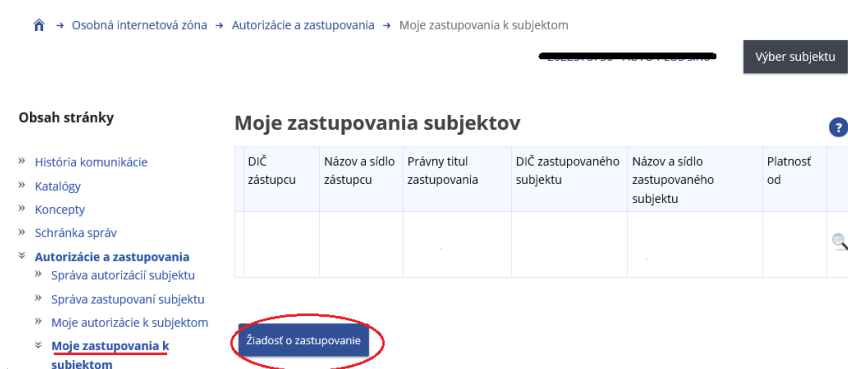 Osobná internetová zóna → Autorizácie a zastupovania → Moje zastupovania k subjektom
Výber subjektu
Obsah stránky
» História komunikácie
» Katalógy
» Koncepty
» Schránka správ
Autorizácie a zastupovania
» Správa autorizácií subjektu
» Správa zastupovaní subjektu
» Moje autorizácie k subjektom
Moje zastupovania k
subjektom
Moje zastupovania subjektov
?
DIČ
zástupcu
Názov a sídlo
zástupcu
Právny titul
zastupovania
DIČ zastupovaného
subjektu
Názov a sídlo
zastupovaného
subjektu
Platnosť
od
Žiadosť o zastupovanie